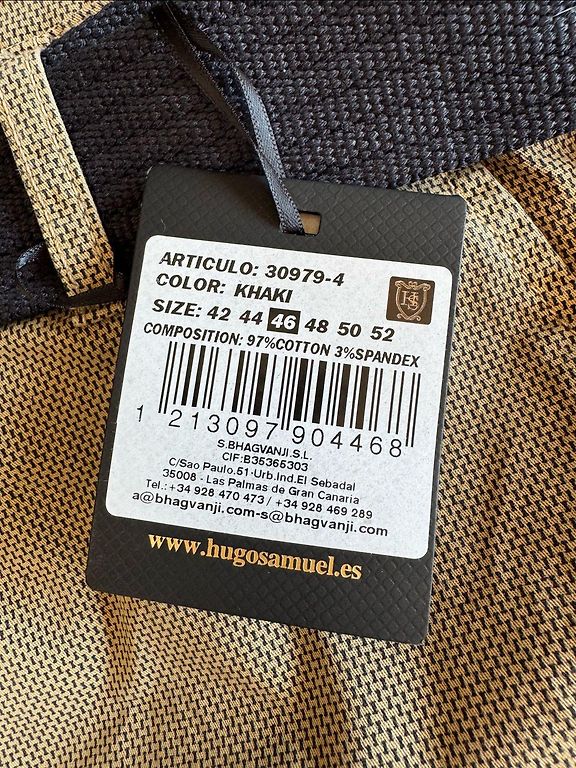 ARTICULO: 30979-4
COLOR: KHAKI
SIZE: 42 44 46 48 50 52
COMPOSITION: 97%COTTON 3%SPANDEX
1 213097 904468
S.BHAGVANJI.S.L.
CIF:B35365303
C/Sao Paulo.51·Urb.Ind.El Sebadal
35008 - Las Palmas de Gran Canaria
Tel.: +34 928 470 473 / +34 928 469 289
a@bhagvanji.com-s@bhagvanji.com
www.hugosamuel.es